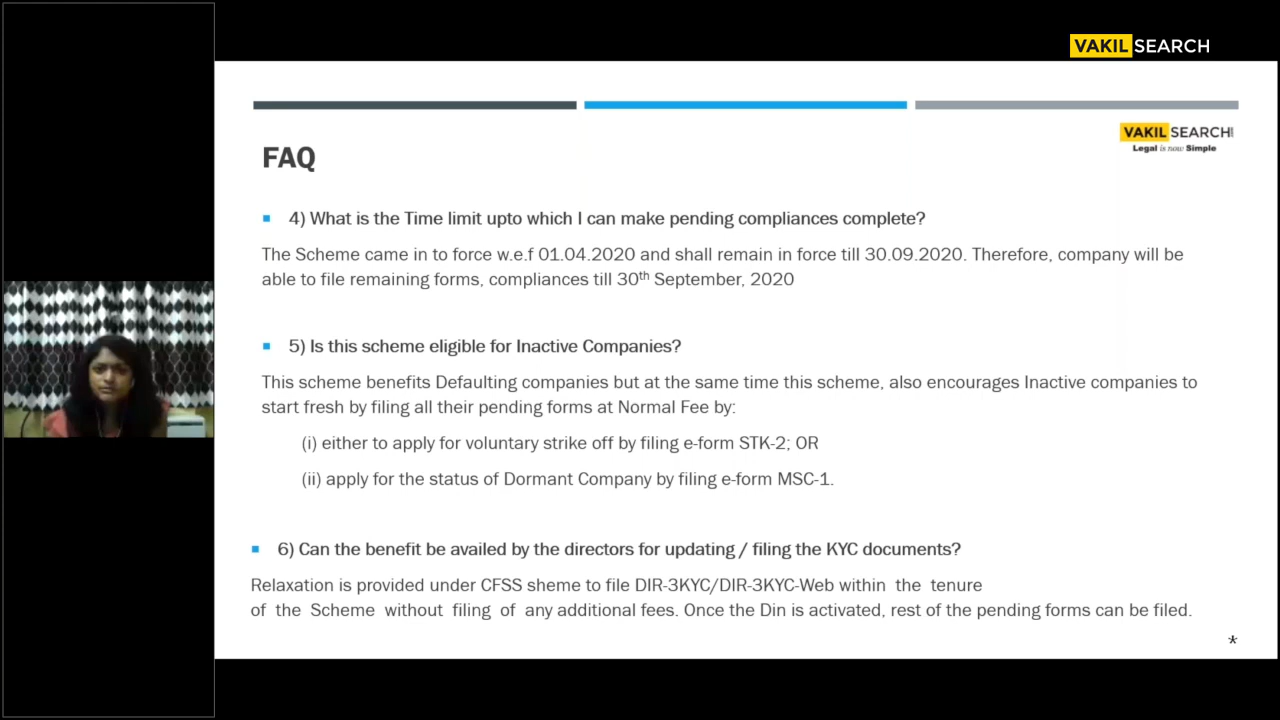 VAKILSEARCH
VAKILSEARCH
Legal is now Simple
FAQ
4) What is the Time limit upto which I can make pending compliances complete?
The Scheme came in to force w.e.f 01.04.2020 and shall remain in force till 30.09.2020. Therefore, company will be
able to file remaining forms, compliances till 30th September, 2020
5) Is this scheme eligible for Inactive Companies?
This scheme benefits Defaulting companies but at the same time this scheme, also encourages Inactive companies to
start fresh by filing all their pending forms at Normal Fee by:
(i) either to apply for voluntary strike off by filing e-form STK-2; OR
(ii) apply for the status of Dormant Company by filing e-form MSC-1.
6) Can the benefit be availed by the directors for updating / filing the KYC documents?
Relaxation is provided under CFSS sheme to file DIR-3KYC/DIR-3KYC-Web within the tenure
of the Scheme without filing of any additional fees. Once the Din is activated, rest of the pending forms can be filed.
*